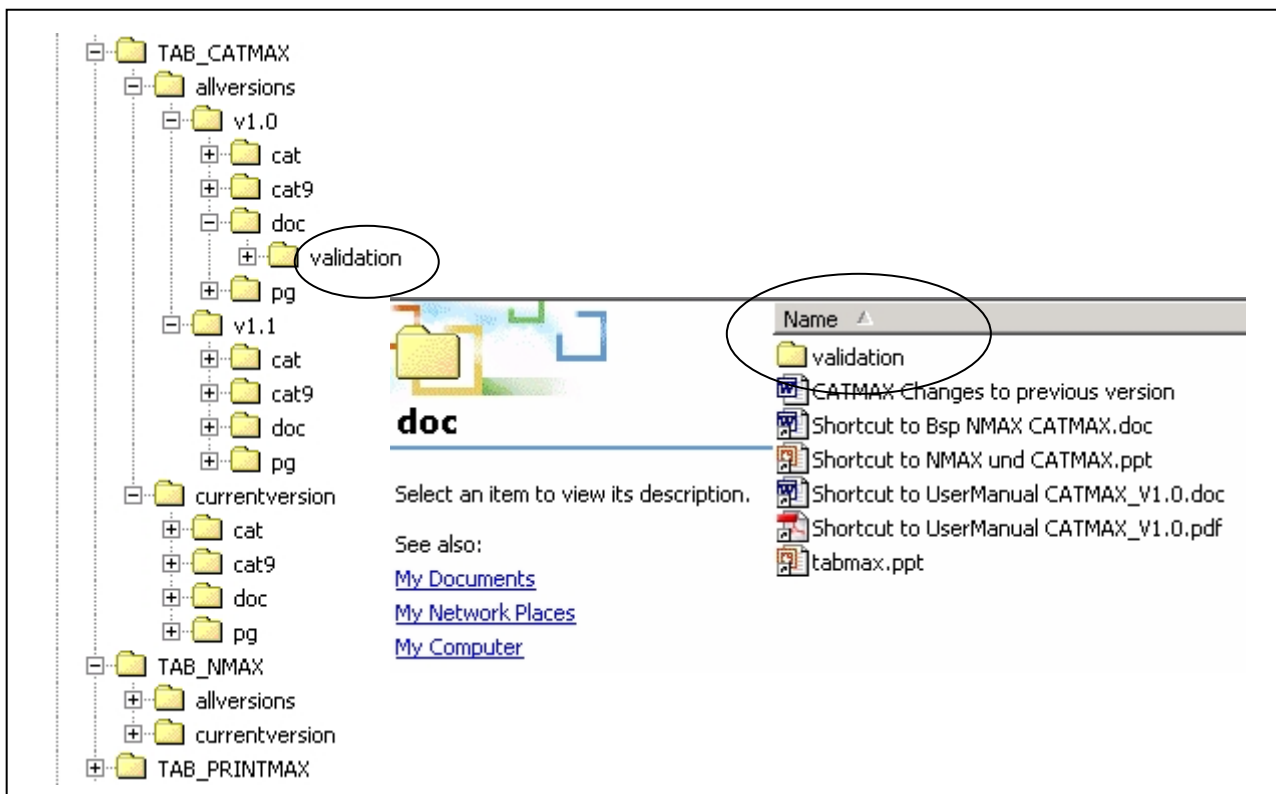 TAB_CATMAX
allversions
v1.0
cat
cat9
doc
validation
pg
v1.1
cat
cat9
doc
pg
currentversion
cat
cat9
doc
pg
TAB_NMAX
allversions
currentversion
TAB_PRINTMAX
doc
Select an item to view its description.
See also:
My Documents
My Network Places
My Computer
Name
validation
CATMAX Changes to previous version
Shortcut to Bsp NMAX CATMAX.doc
Shortcut to NMAX und CATMAX.ppt
Shortcut to UserManual CATMAX_V1.0.doc
Shortcut to UserManual CATMAX_V1.0.pdf
tabmax.ppt